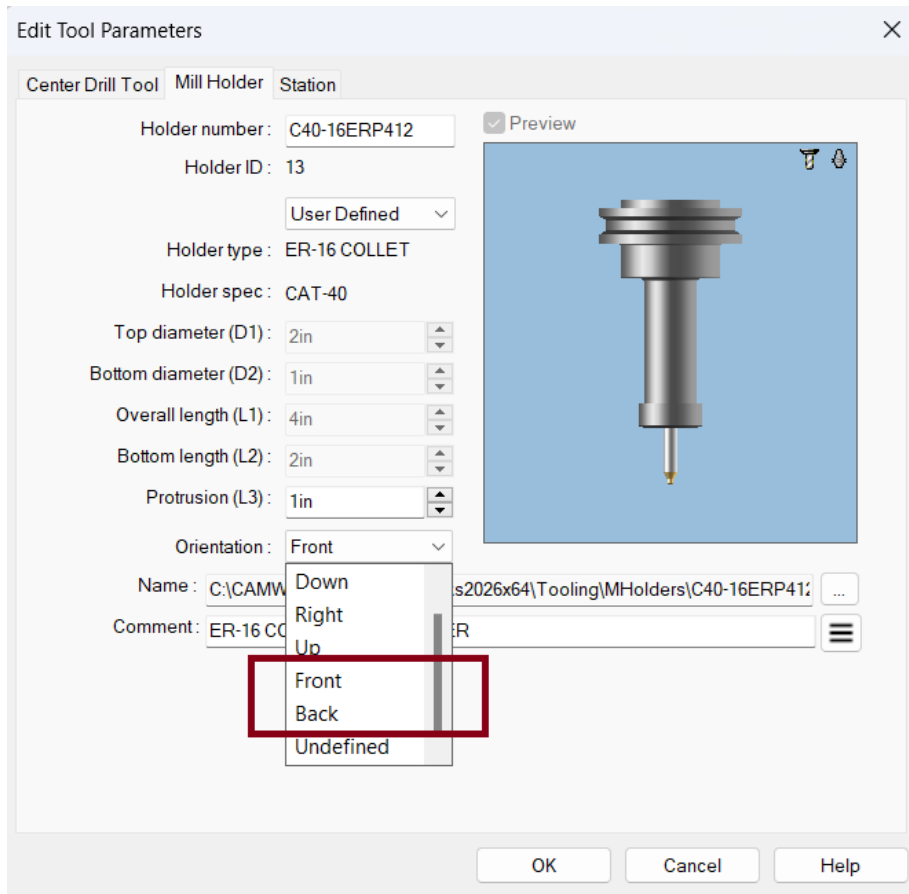 Edit Tool Parameters
Center Drill Tool Mill Holder Station
Holder number : C40-16ERP412
Preview
Holder ID : 13
User Defined
Holder type : ER-16 COLLET
Holder spec : CAT-40
Top diameter (D1) : 2in
Bottom diameter (D2) : 1in
Overall length (L1) : 4in
Bottom length (L2) : 2in
Protrusion (L3) : 1in
Orientation : Front
Down
Right
Up
Front
Back
Undefined
Name : C:\CAMW s2026x64\Tooling\MHolders\C40-16ERP412
...
Comment : ER-16 CO ER
OK Cancel Help